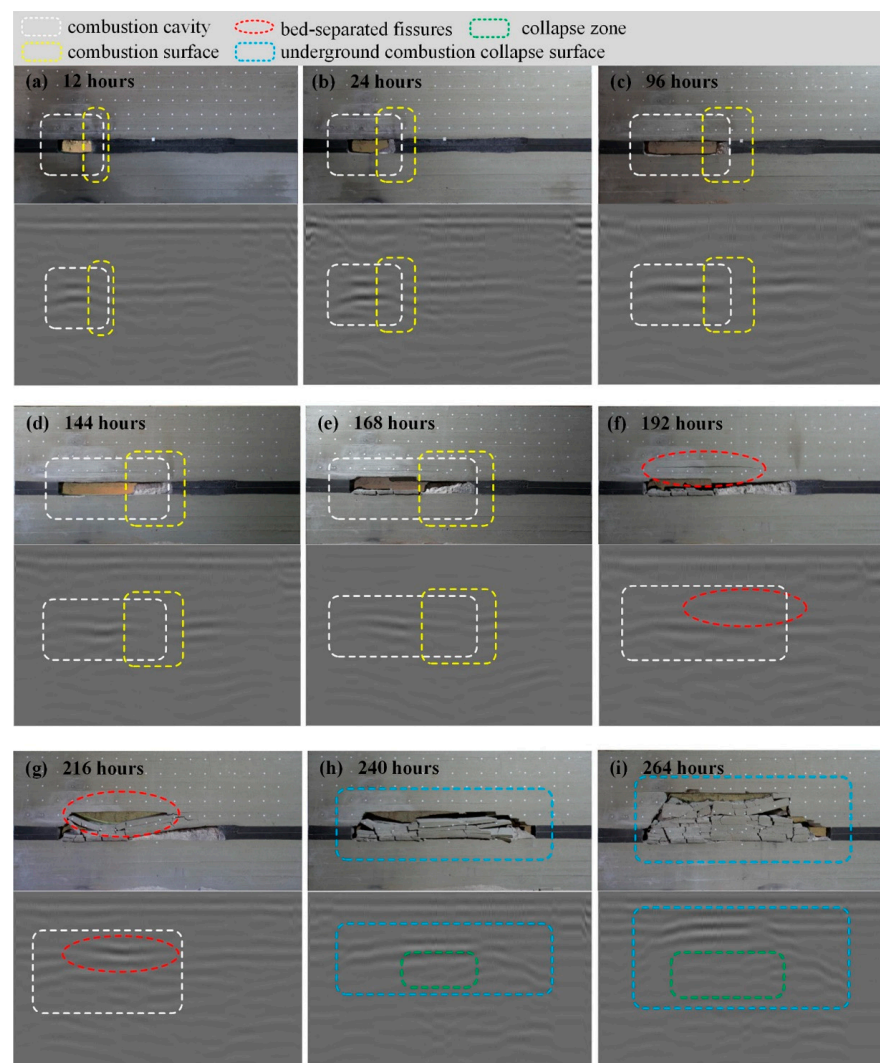 combustion cavity bed-separated fissures collapse zone
combustion surface underground combustion collapse surface
(a) 12 hours (b) 24 hours (c) 96 hours
(d) 144 hours (e) 168 hours (f) 192 hours
(g) 216 hours (h) 240 hours (i) 264 hours